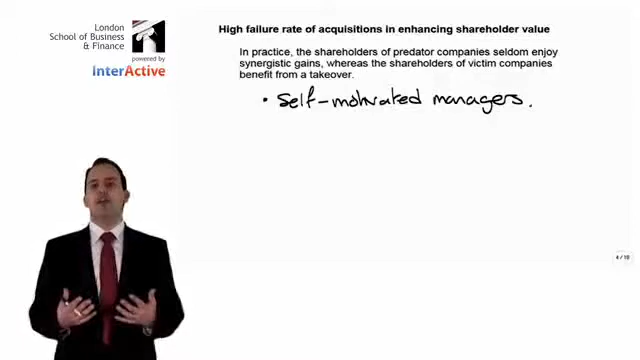 London
School of Business
& Finance
powered by
InterActive
High failure rate of acquisitions in enhancing shareholder value
In practice, the shareholders of predator companies seldom enjoy
synergistic gains, whereas the shareholders of victim companies
benefit from a takeover.
• Self-motivated managers.
4 / 10